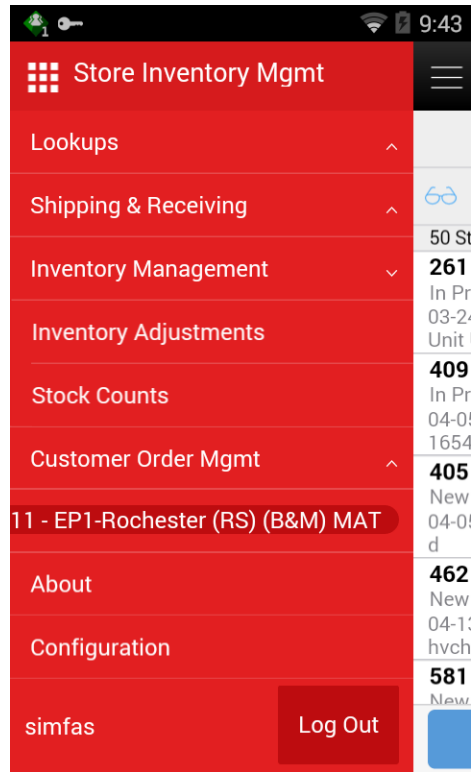 1 9:43
Store Inventory Mgmt
Lookups
Shipping & Receiving
Inventory Management
Inventory Adjustments
Stock Counts
Customer Order Mgmt
11 - EP1-Rochester (RS) (B&M) MAT
About
Configuration
simfas
Log Out
50 St
261
In Pr
03-24
Unit
409
In Pr
04-05
1654
405
New
04-05
d
462
New
04-13
hvch
581
New